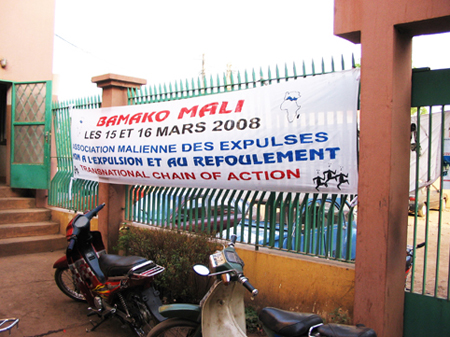 BAMAKO MALI
LES 15 ET 16 MARS 2008
ASSOCIATION MALIENNE DES EXPULSES
A L'EXPULSION ET AU REFOULEMENT
TRANSNATIONAL CHAIN OF ACTION